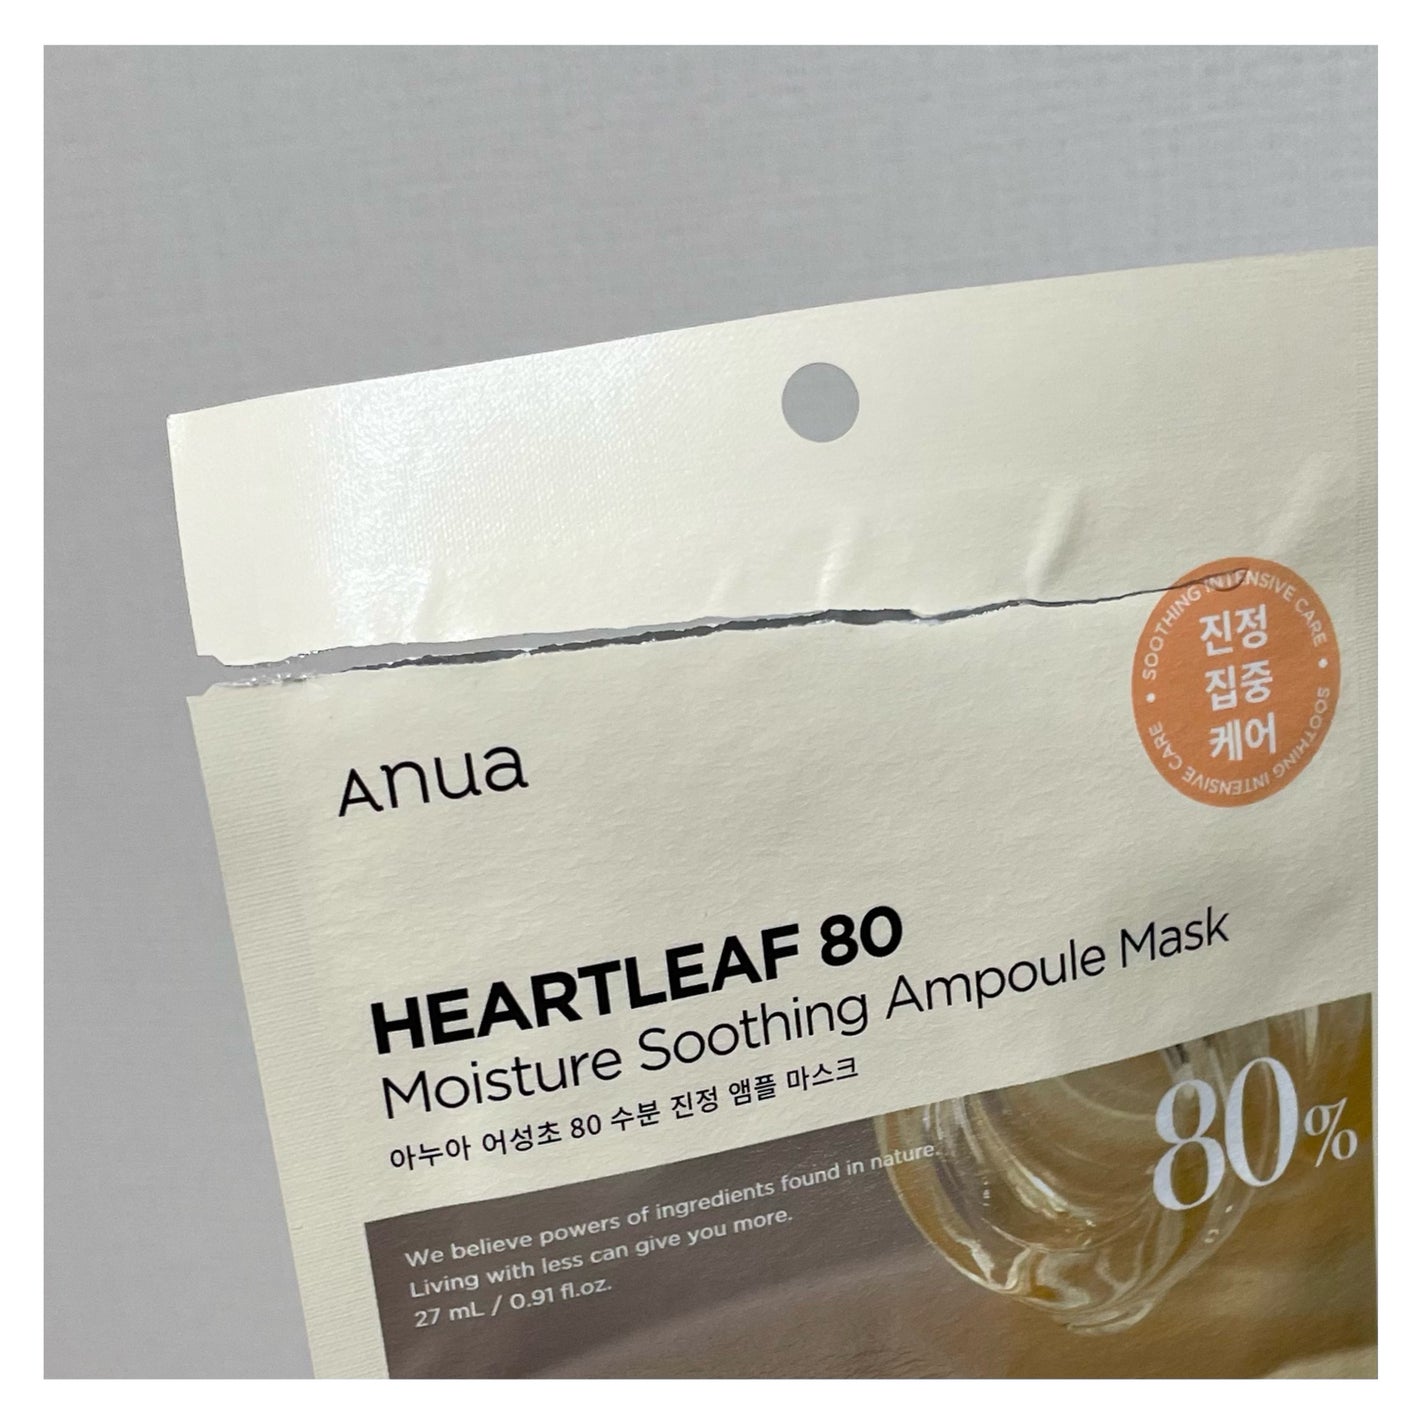 SOOTHING INTENSIVE CARE • SOOTHING INTENSIVE CARE •
진정
집중
케어
Anua
HEARTLEAF 80
Moisture Soothing Ampoule Mask
아누아 어성초 80 수분 진정 앰플 마스크
80%
We believe powers of ingredients found in nature.
Living with less can give you more.
27 mL / 0.91 fl.oz.